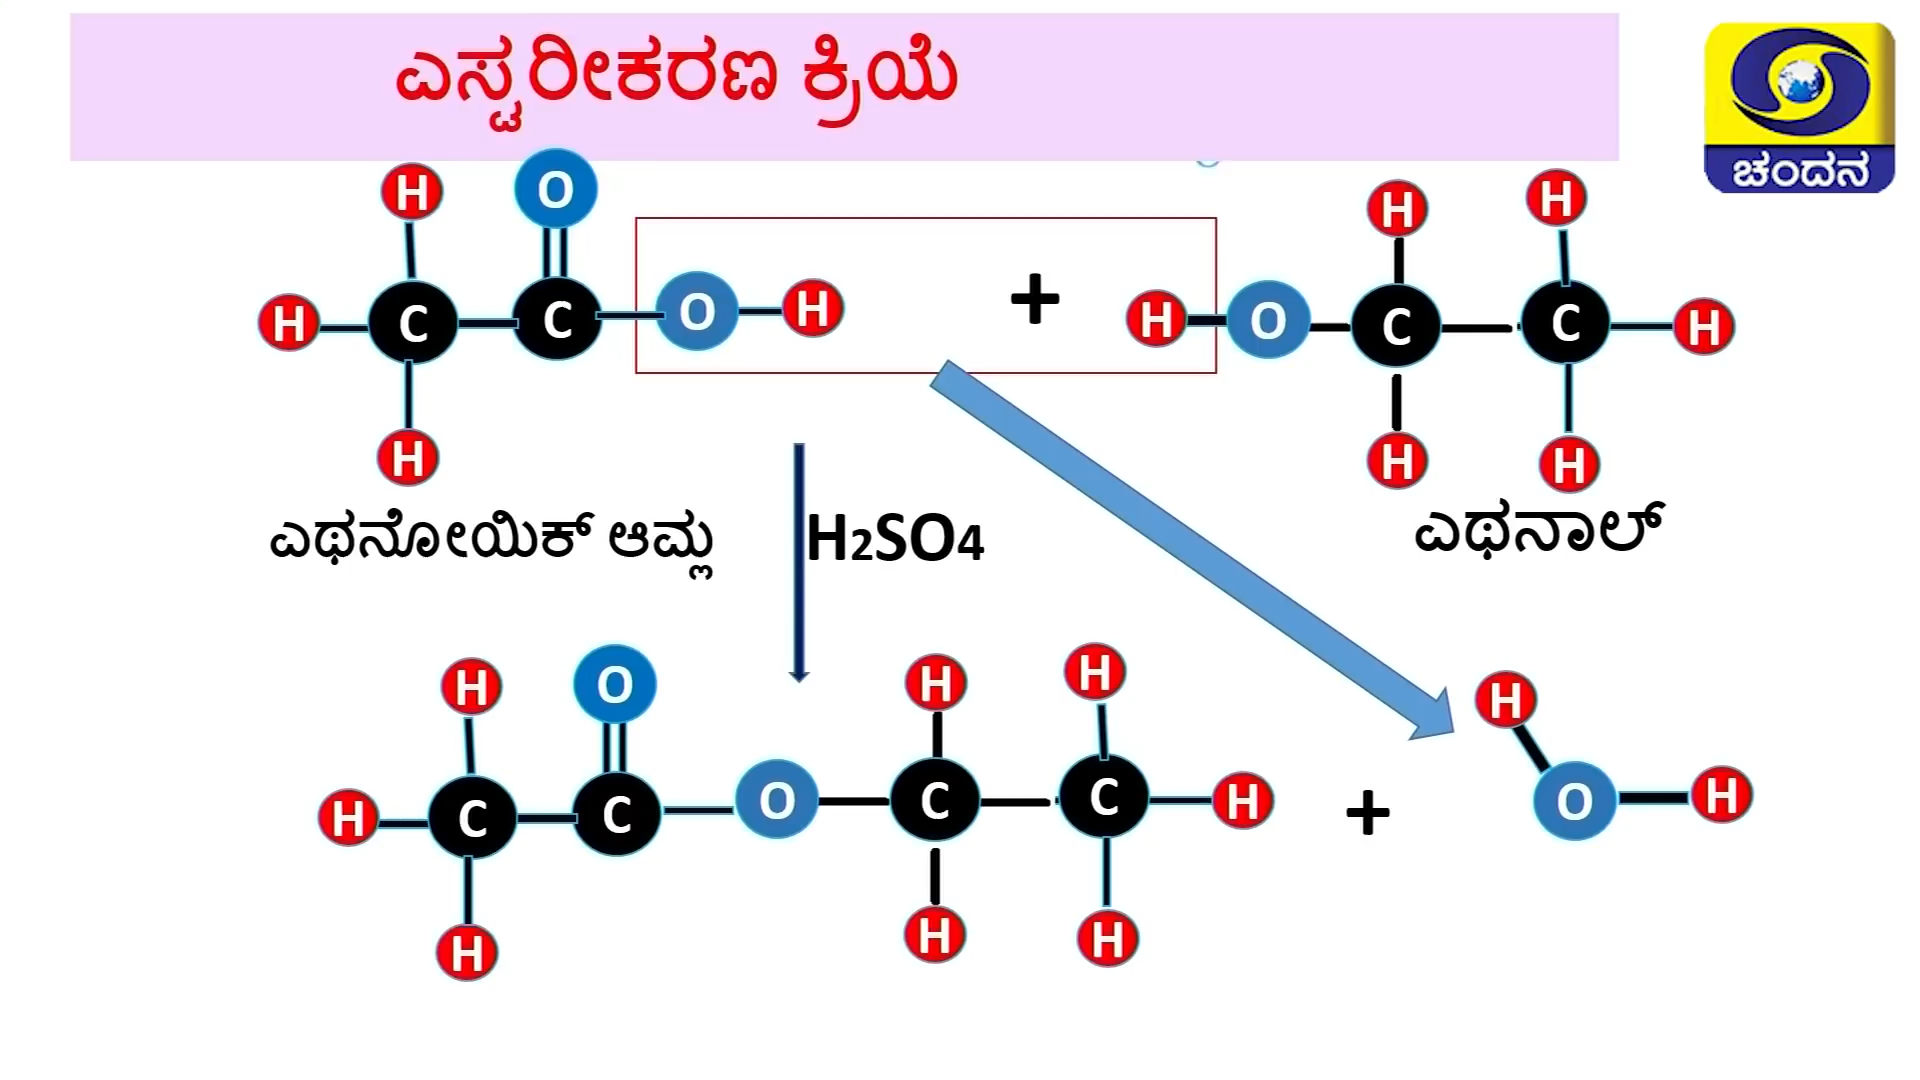 ಎಸ್ಟರೀಕರಣ ಕ್ರಿಯೆ
ಚಂದನ
H O H H
H C C O H + H O C C H
H H H
ಎಥನೋಯಿಕ್ ಆಮ್ಲ H2SO4 ಎಥನಾಲ್
H O H H H
H C C O C C H + O H
H H H